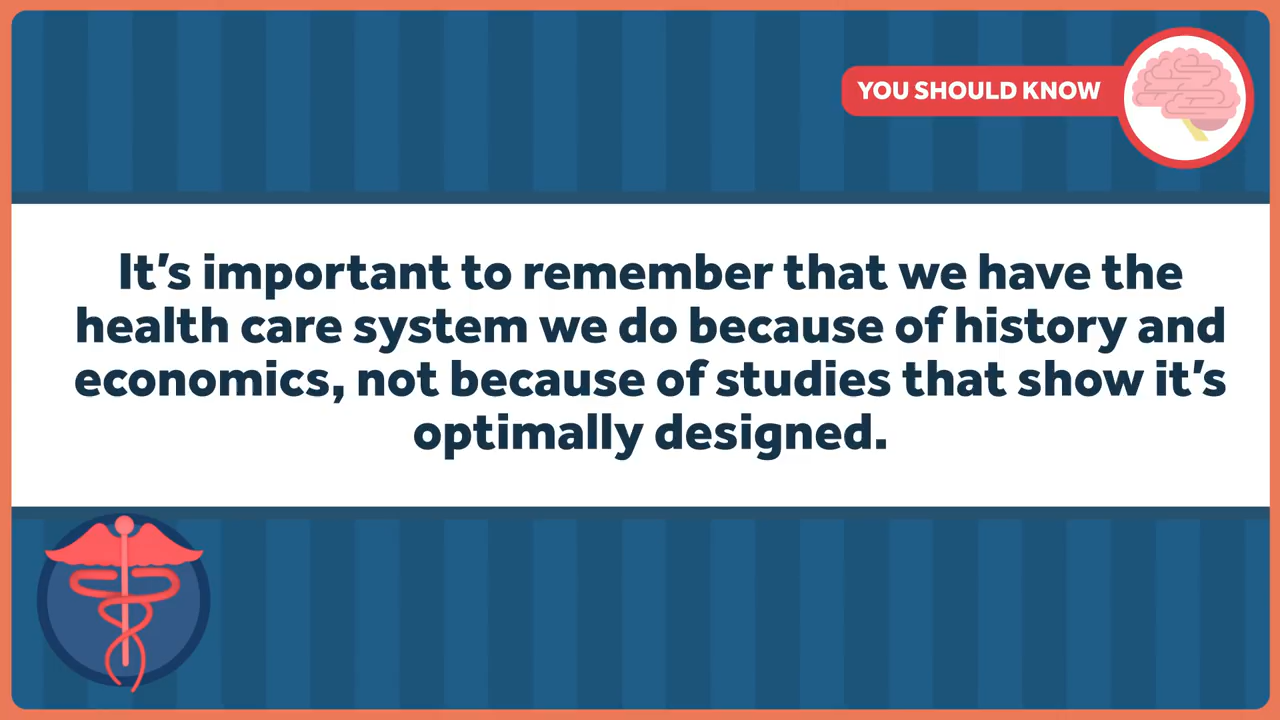 YOU SHOULD KNOW
It's important to remember that we have the
health care system we do because of history and
economics, not because of studies that show it's
optimally designed.